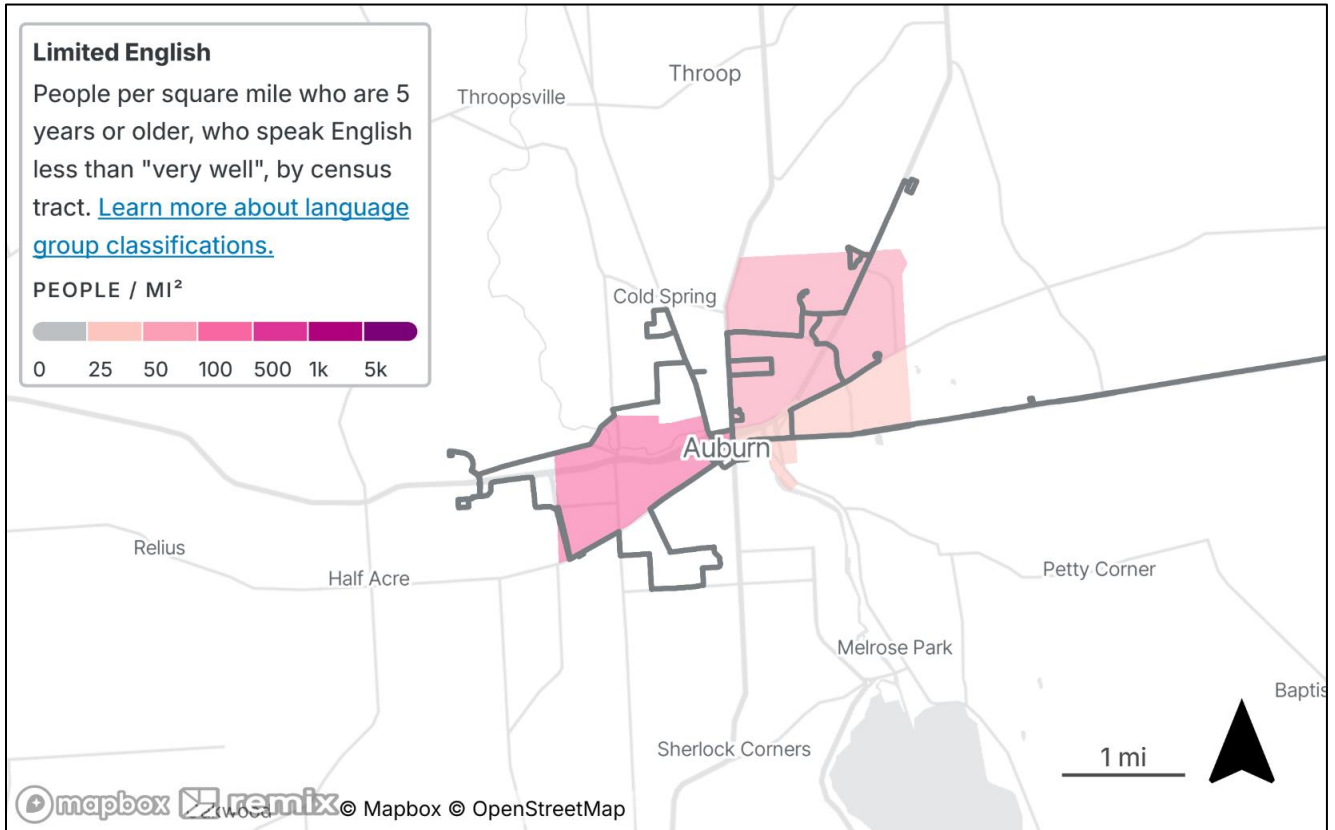 Limited English
People per square mile who are 5
years or older, who speak English
less than "very well", by census
tract. Learn more about language
group classifications.
PEOPLE / MI²
0 25 50 100 500 1k 5k
Throop
Throopsville
Cold Spring
Auburn
Relius
Half Acre
Petty Corner
Melrose Park
Baptis
Sherlock Corners
1 mi
mapbox remix © Mapbox © OpenStreetMap